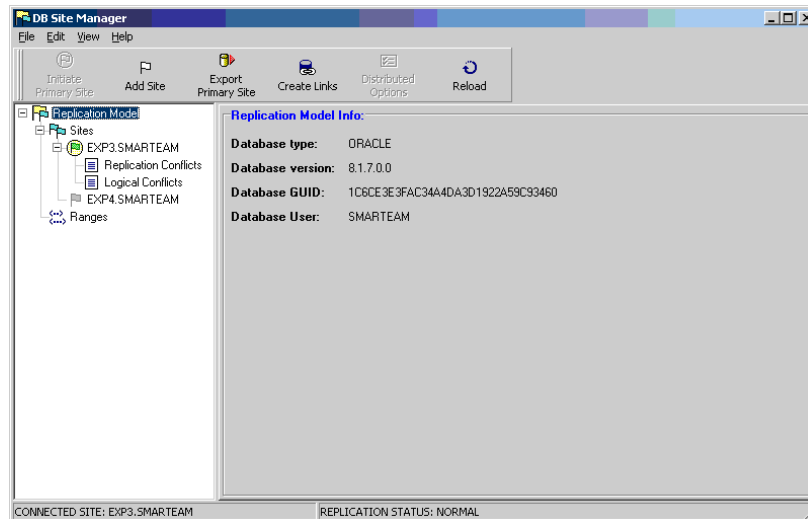 DB Site Manager
File Edit View Help
Initiate Primary Site
Add Site
Export Primary Site
Create Links
Distributed Options
Reload
Replication Model
Sites
EXP3.SMARTEAM
Replication Conflicts
Logical Conflicts
EXP4.SMARTEAM
Ranges
Replication Model Info:
Database type: ORACLE
Database version: 8.1.7.0.0
Database GUID: 1C6CE3E3FAC34A4DA3D1922A59C93460
Database User: SMARTEAM
CONNECTED SITE: EXP3.SMARTEAM
REPLICATION STATUS: NORMAL